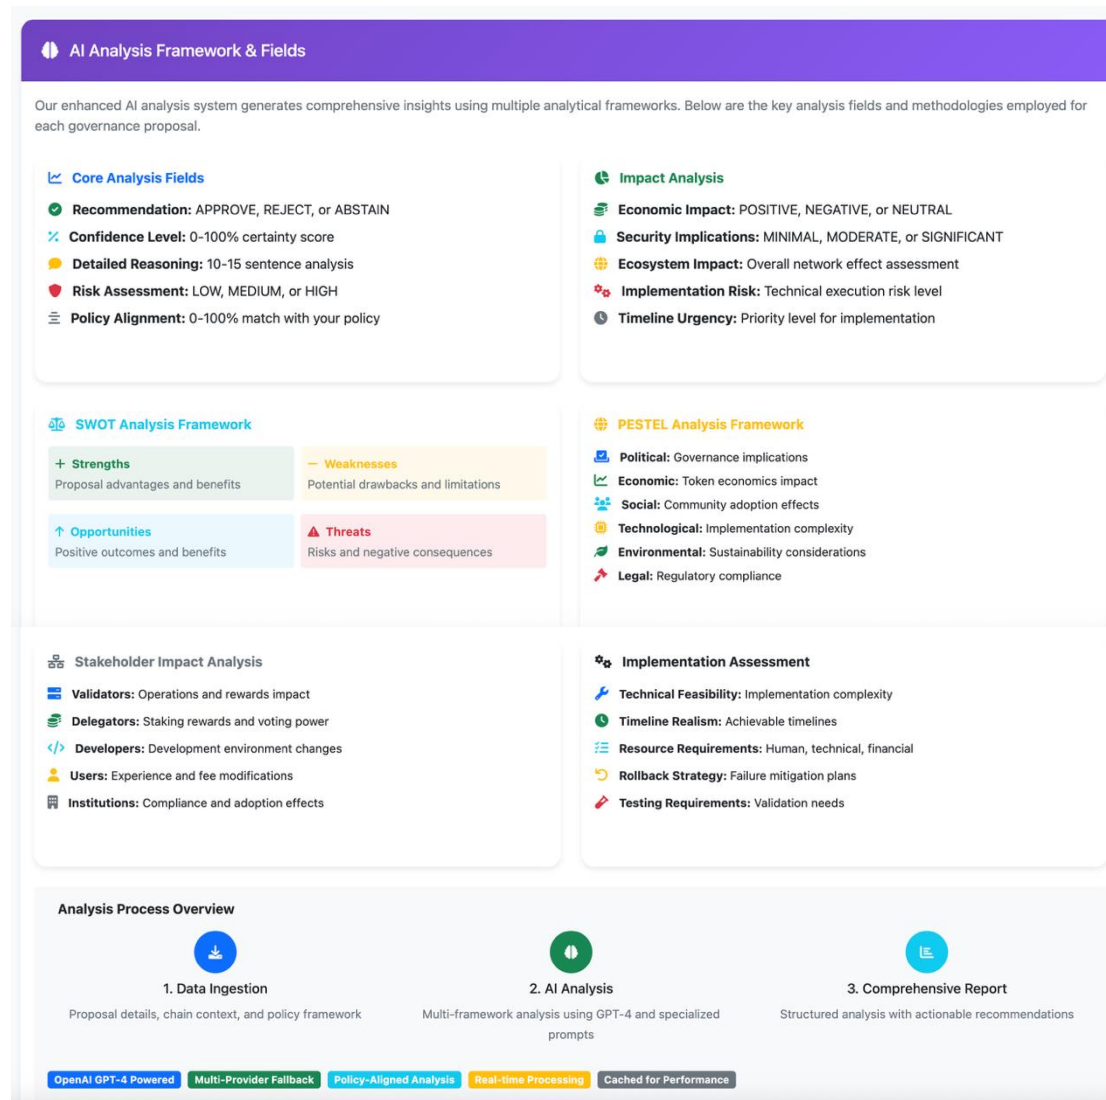 AI Analysis Framework & Fields
Our enhanced AI analysis system generates comprehensive insights using multiple analytical frameworks. Below are the key analysis fields and methodologies employed for
each governance proposal.
Core Analysis Fields
Recommendation: APPROVE, REJECT, or ABSTAIN
Confidence Level: 0-100% certainty score
Detailed Reasoning: 10-15 sentence analysis
Risk Assessment: LOW, MEDIUM, or HIGH
Policy Alignment: 0-100% match with your policy
Impact Analysis
Economic Impact: POSITIVE, NEGATIVE, or NEUTRAL
Security Implications: MINIMAL, MODERATE, or SIGNIFICANT
Ecosystem Impact: Overall network effect assessment
Implementation Risk: Technical execution risk level
Timeline Urgency: Priority level for implementation
SWOT Analysis Framework
Strengths
Proposal advantages and benefits
Weaknesses
Potential drawbacks and limitations
Opportunities
Positive outcomes and benefits
Threats
Risks and negative consequences
PESTEL Analysis Framework
Political: Governance implications
Economic: Token economics impact
Social: Community adoption effects
Technological: Implementation complexity
Environmental: Sustainability considerations
Legal: Regulatory compliance
Stakeholder Impact Analysis
Validators: Operations and rewards impact
Delegators: Staking rewards and voting power
Developers: Development environment changes
Users: Experience and fee modifications
Institutions: Compliance and adoption effects
Implementation Assessment
Technical Feasibility: Implementation complexity
Timeline Realism: Achievable timelines
Resource Requirements: Human, technical, financial
Rollback Strategy: Failure mitigation plans
Testing Requirements: Validation needs
Analysis Process Overview
1. Data Ingestion
Proposal details, chain context, and policy framework
2. AI Analysis
Multi-framework analysis using GPT-4 and specialized
prompts
3. Comprehensive Report
Structured analysis with actionable recommendations
OpenAI GPT-4 Powered
Multi-Provider Fallback
Policy-Aligned Analysis
Real-time Processing
Cached for Performance